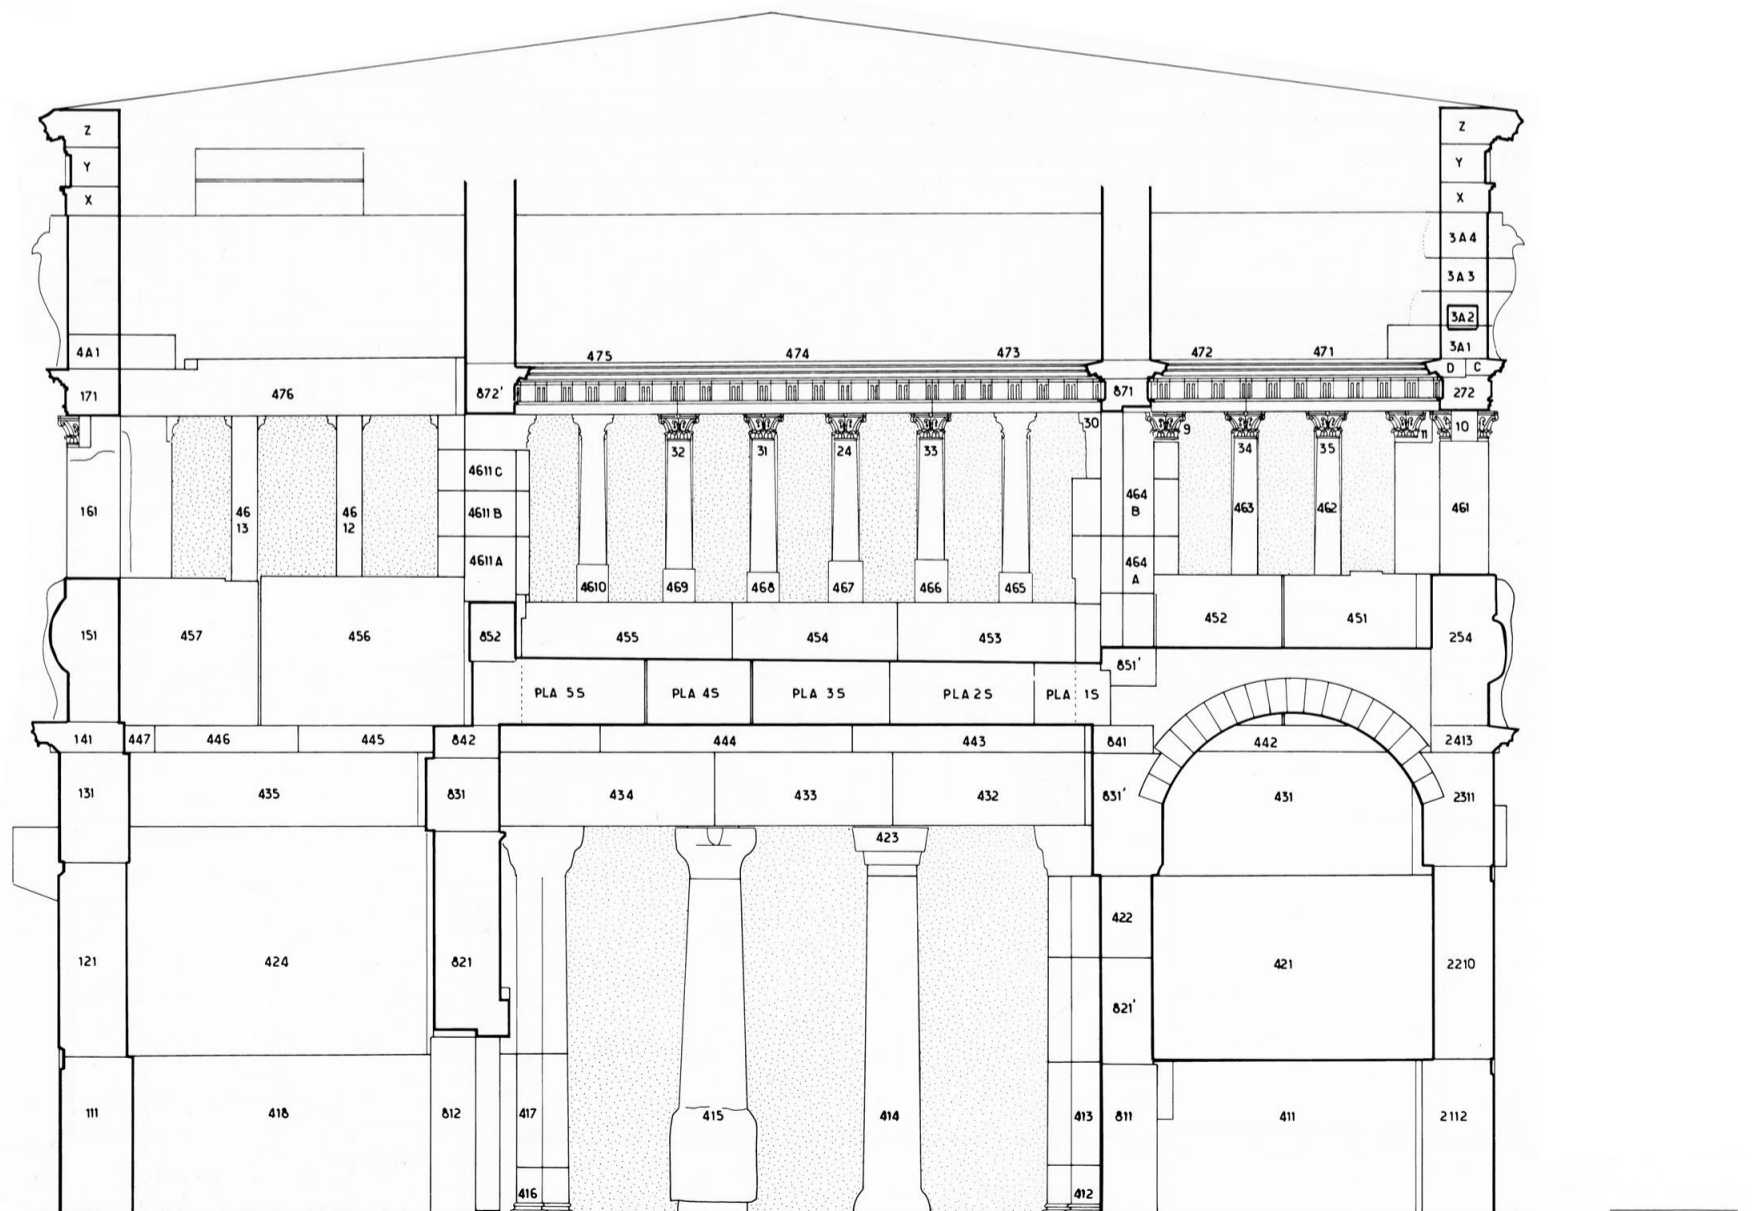 Z Z
Y Y
X X
3A4
3A3
3A2
4A1 475 474 473 472 471 3A1
D C
171 476 872' 871 272
30 9 11 10
32 31 24 33 34 35
4611 C
161 46 46 4611 B 464 463 462 461
13 12 B
4611 A 464
A
4610 469 468 467 466 465
151 457 456 852 455 454 453 452 451 254
851'
PLA 5S PLA 4S PLA 3S PLA 2S PLA 1S
141 447 446 445 842 444 443 841 442 2413
131 435 831 434 433 432 831' 431 2311
423
422
121 424 821 421 2210
821'
111 418 812 417 415 414 413 811 411 2112
416 412